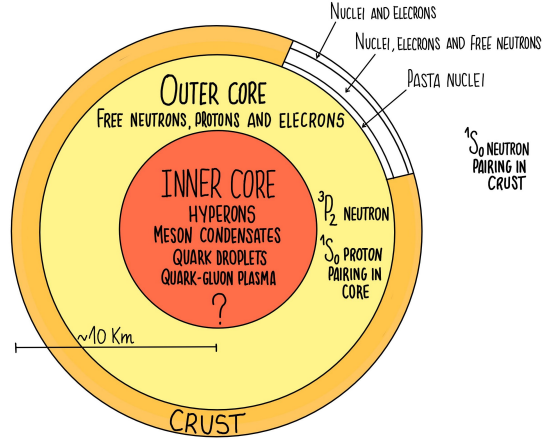 Nuclei and Elecrons
Nuclei, Elecrons and Free neutrons
Pasta nuclei
Outer core
Free neutrons, protons and elecrons
¹S₀ neutron
pairing in
crust
Inner core
Hyperons
Meson condensates
Quark droplets
Quark-gluon plasma
?
³P₂ neutron
¹S₀ proton
pairing in
core
~10 Km
Crust